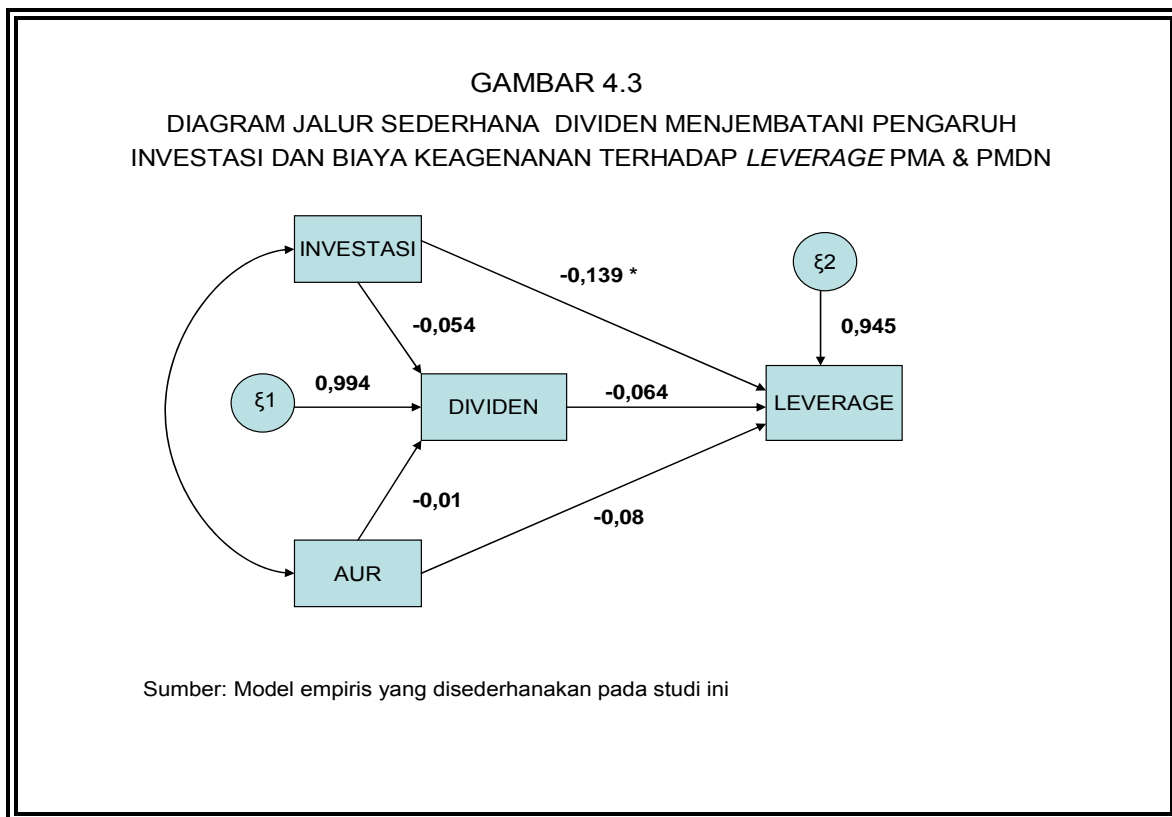 GAMBAR 4.3
DIAGRAM JALUR SEDERHANA DIVIDEN MENJEMBATANI PENGARUH
INVESTASI DAN BIAYA KEAGENANAN TERHADAP LEVERAGE PMA & PMDN
INVESTASI
ξ2
-0,139 *
-0,054
0,945
ξ1
0,994
DIVIDEN
-0,064
LEVERAGE
-0,01
-0,08
AUR
Sumber: Model empiris yang disederhanakan pada studi ini